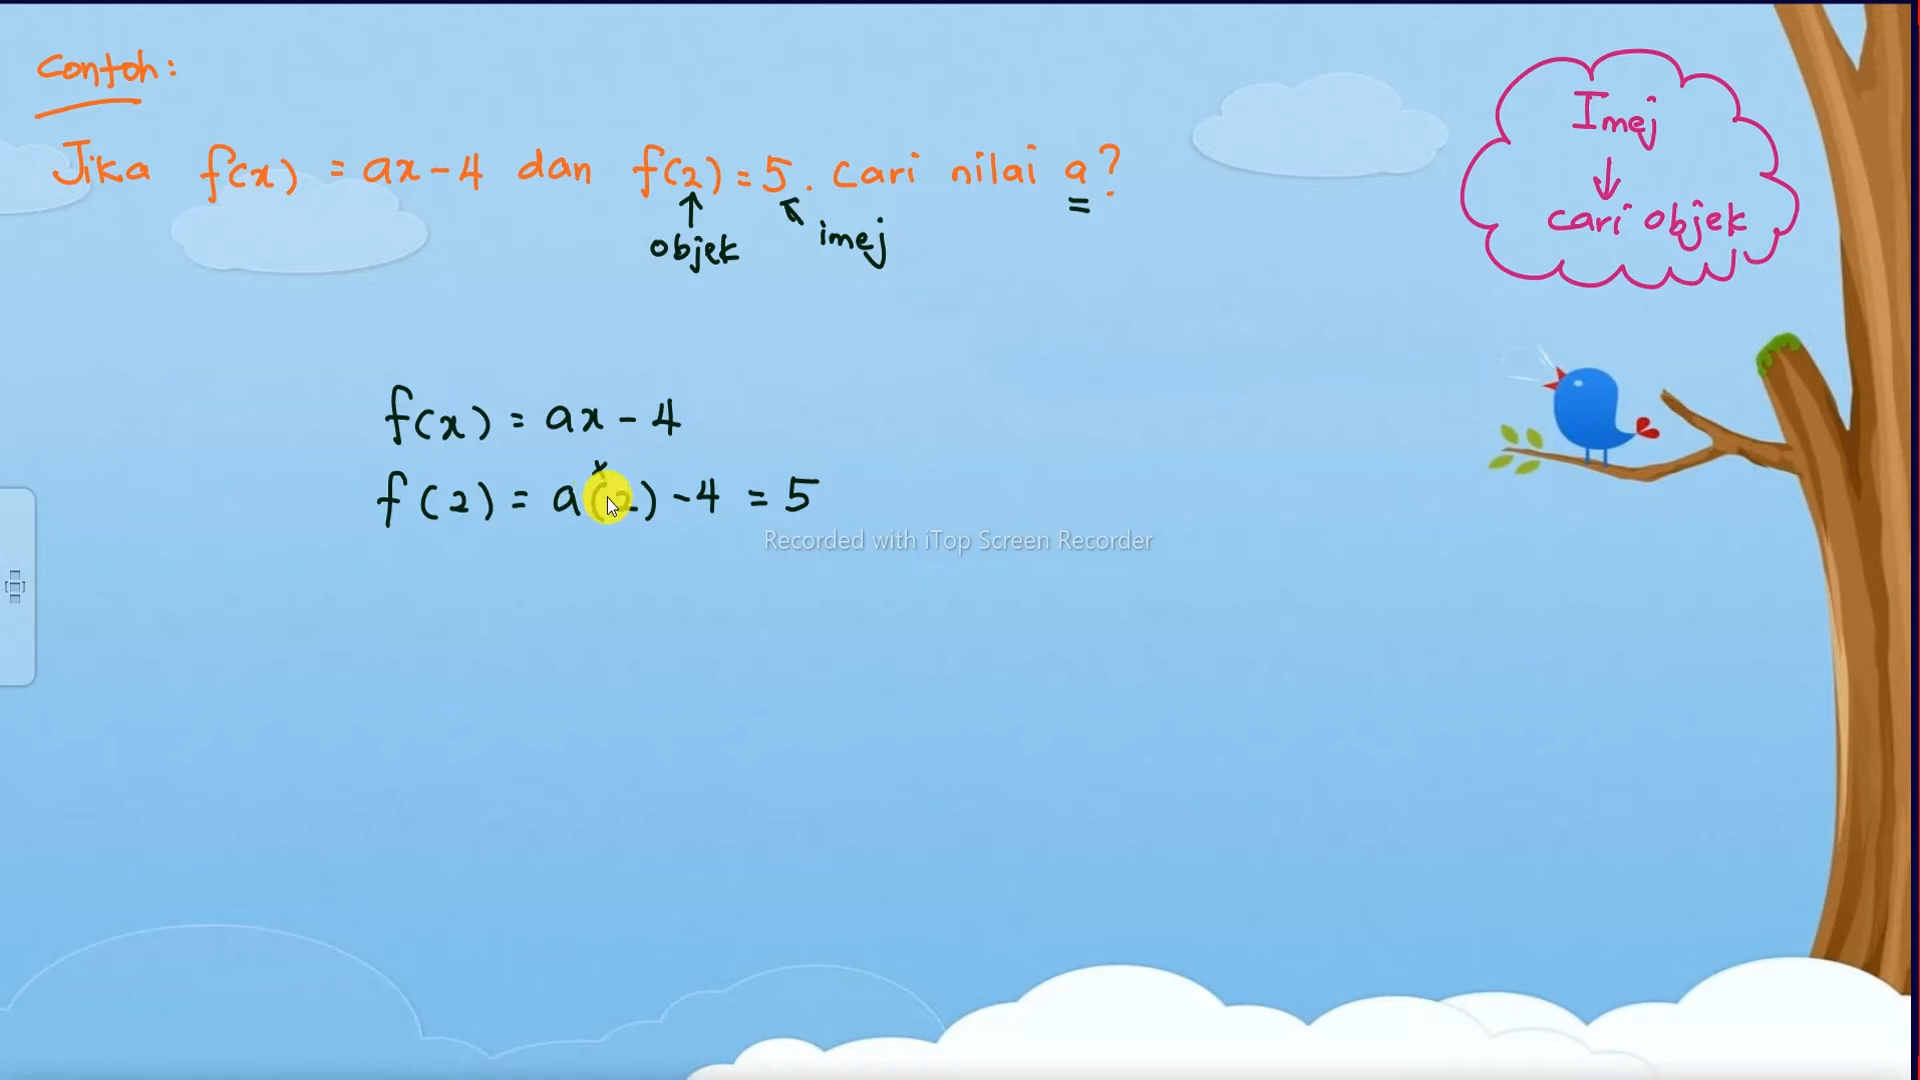 Contoh:
Jika f(x) = ax - 4 dan f(2) = 5. Cari nilai a?
objek
imej
Imej
↓
cari objek
f(x) = ax - 4
x
f(2) = a(2) - 4 = 5
Recorded with iTop Screen Recorder